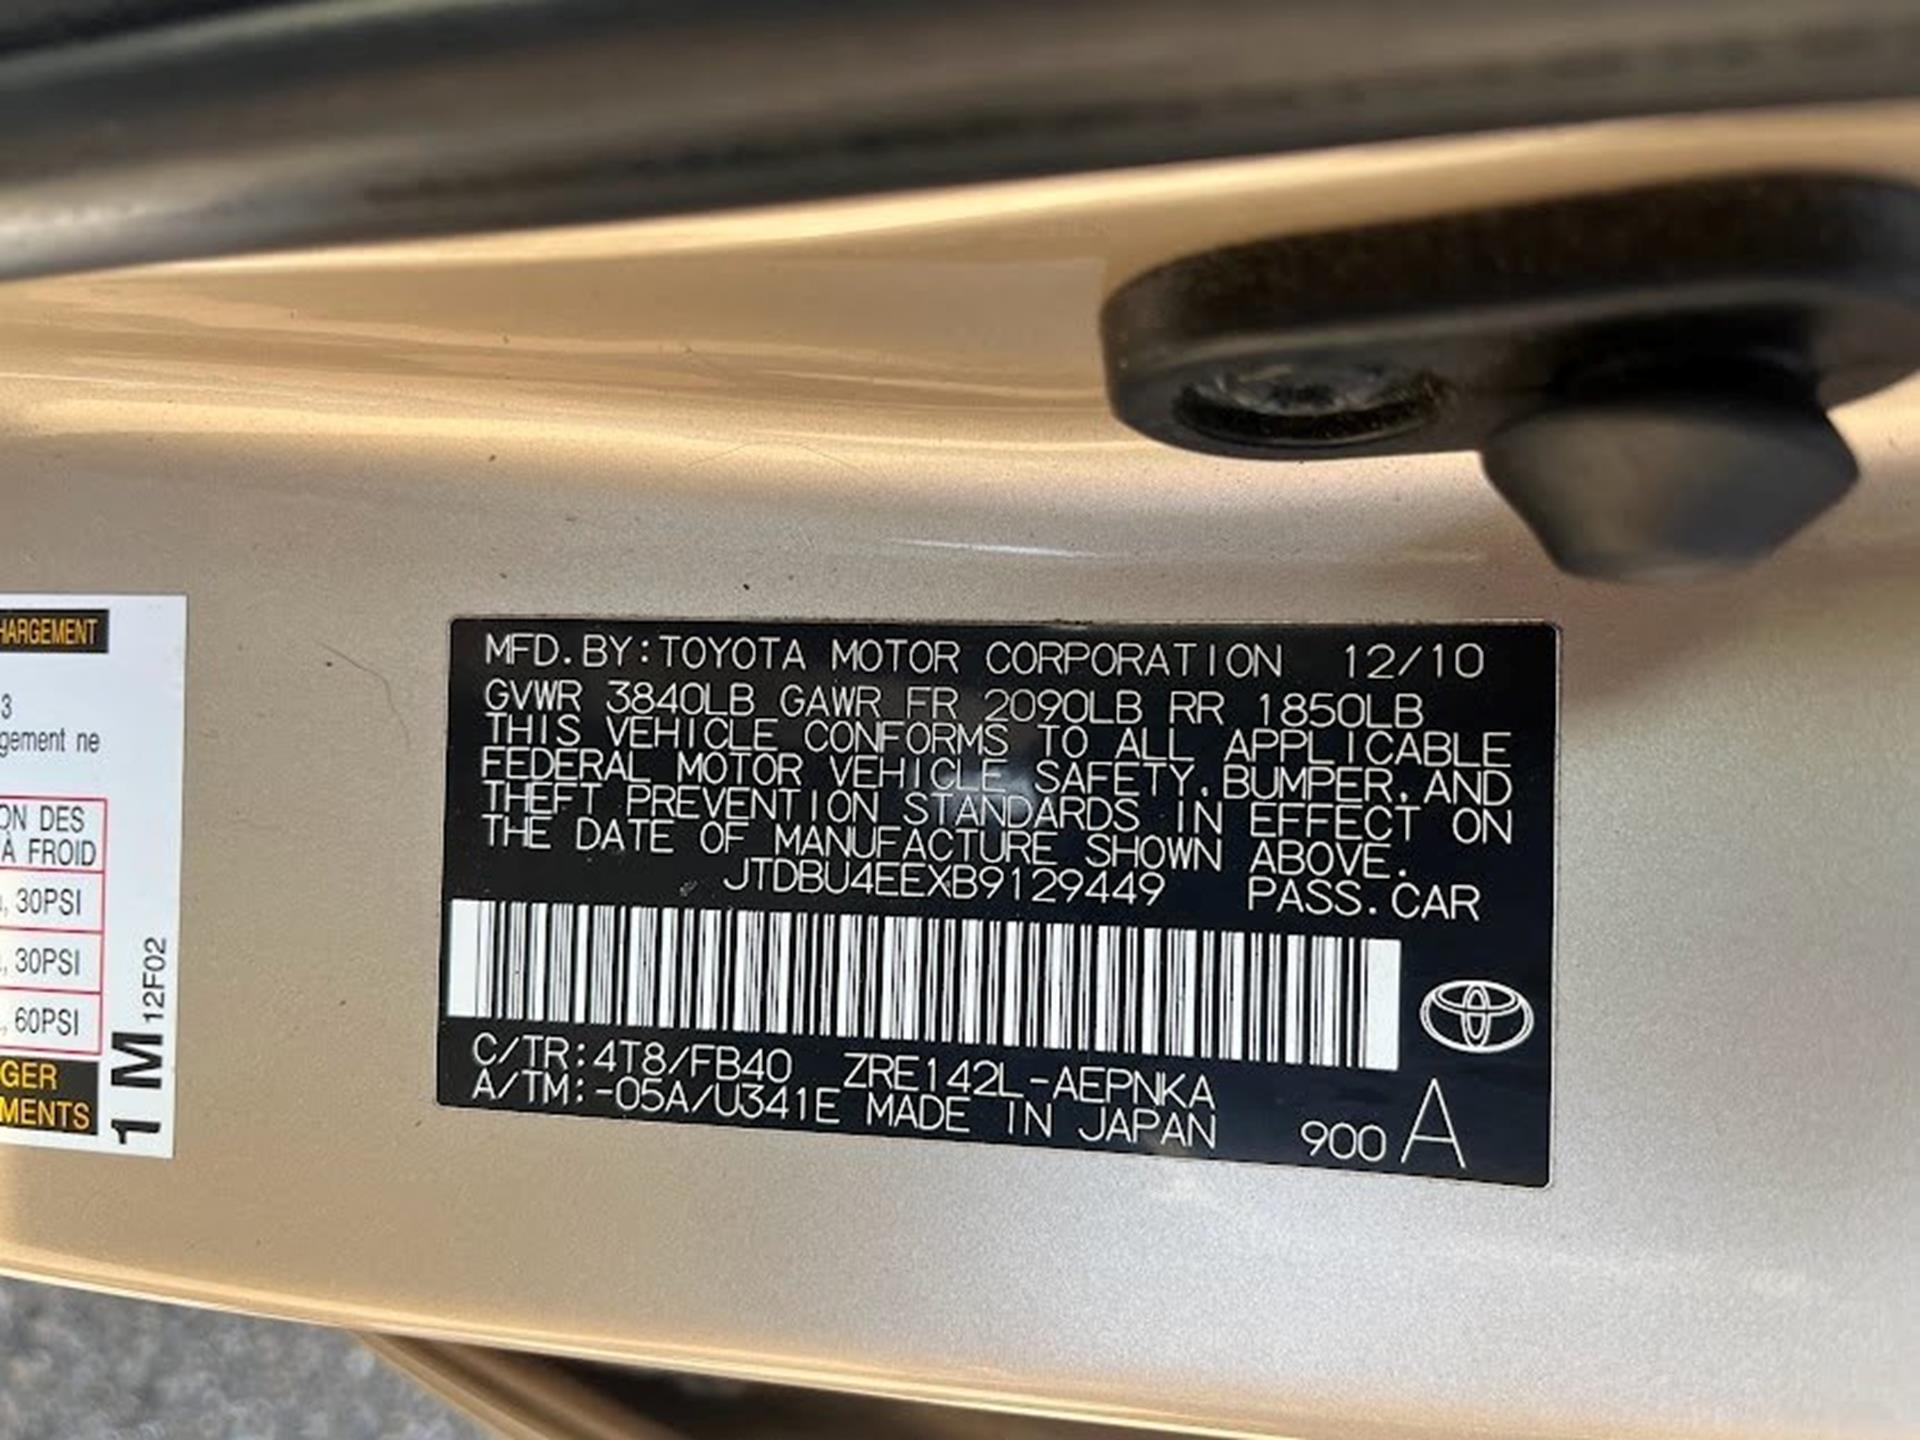 HARGEMENT
3
gement ne
ON DES
À FROID
, 30PSI
, 30PSI
, 60PSI
GER
MENTS
1 M 12F02
MFD.BY:TOYOTA MOTOR CORPORATION 12/10
GVWR 3840LB GAWR FR 2090LB RR 1850LB
THIS VEHICLE CONFORMS TO ALL APPLICABLE
FEDERAL MOTOR VEHICLE SAFETY,BUMPER,AND
THEFT PREVENTION STANDARDS IN EFFECT ON
THE DATE OF MANUFACTURE SHOWN ABOVE.
JTDBU4EEXB9129449 PASS.CAR
C/TR:4T8/FB40 ZRE142L-AEPNKA
A/TM:-05A/U341E MADE IN JAPAN 900 A